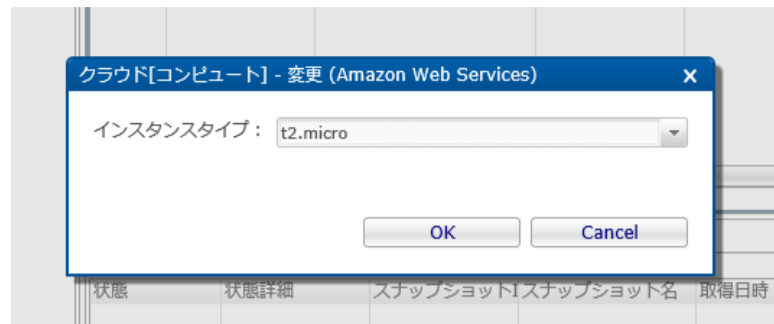 クラウド[コンピュート] - 変更 (Amazon Web Services) x
インスタンスタイプ： t2.micro
OK Cancel
状態 状態詳細 スナップショットI スナップショット名 取得日時